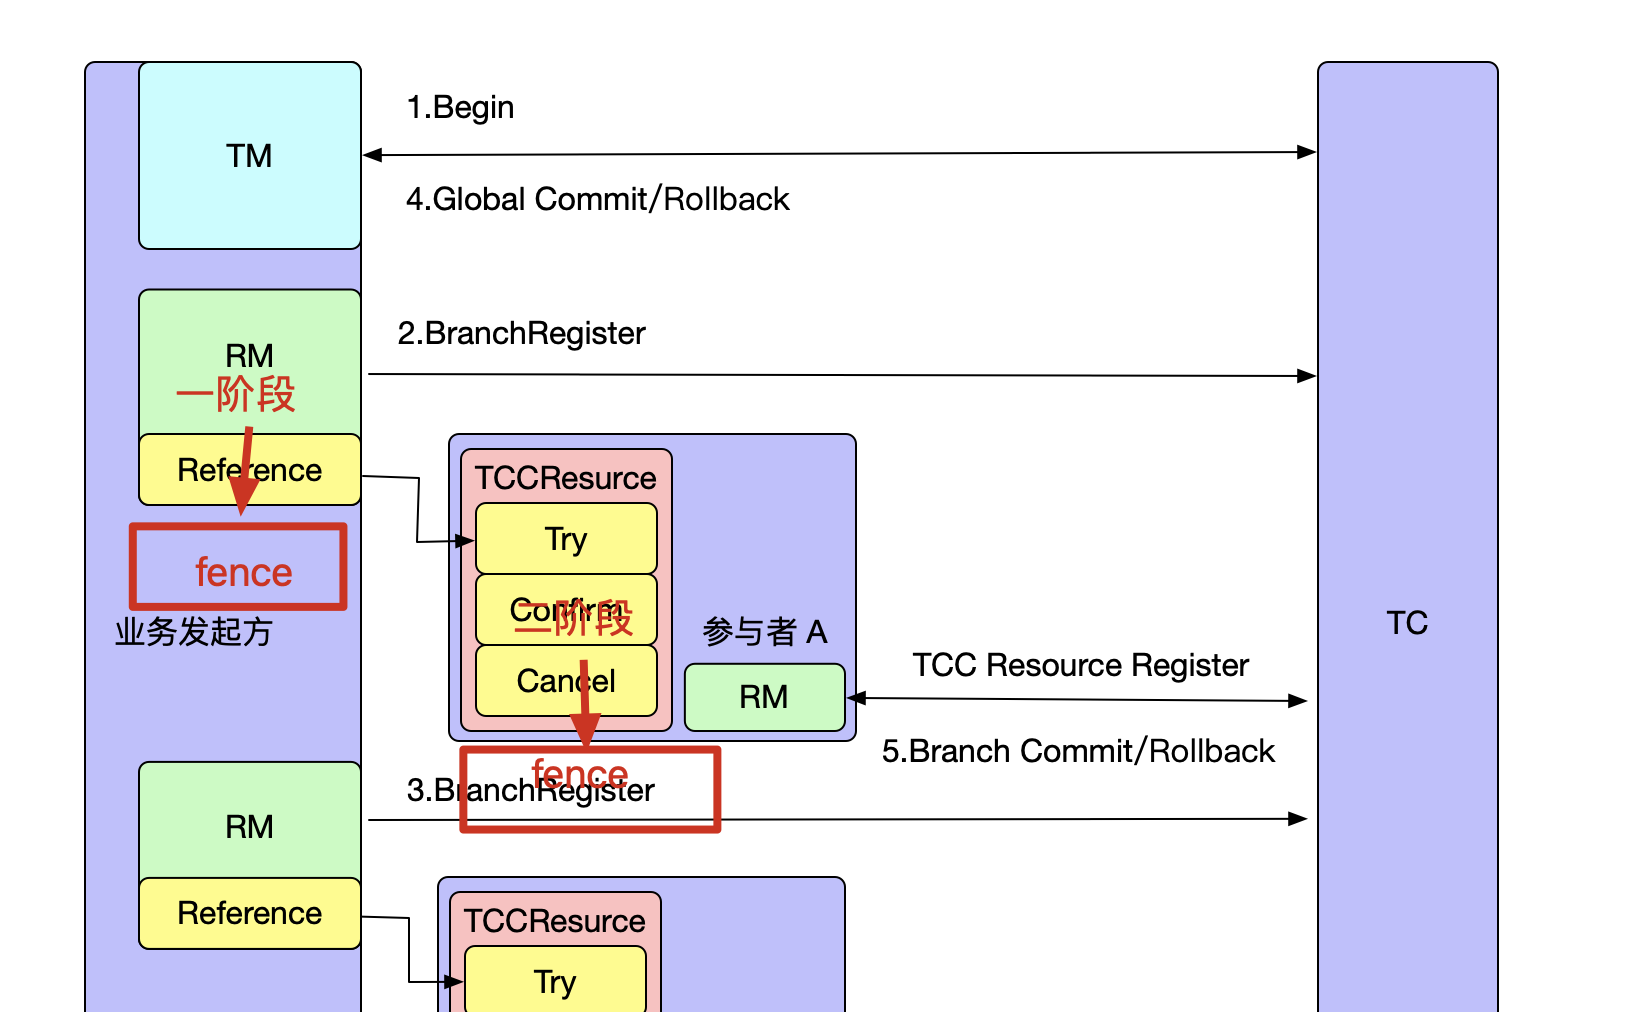 1.Begin
TM
4.Global Commit/Rollback
2.BranchRegister
RM
一阶段
Reference
TCCResurce
Try
fence
Confirm
二阶段
业务发起方
参与者 A
TC
TCC Resource Register
Cancel
RM
5.Branch Commit/Rollback
fence
3.BranchRegister
RM
Reference
TCCResurce
Try